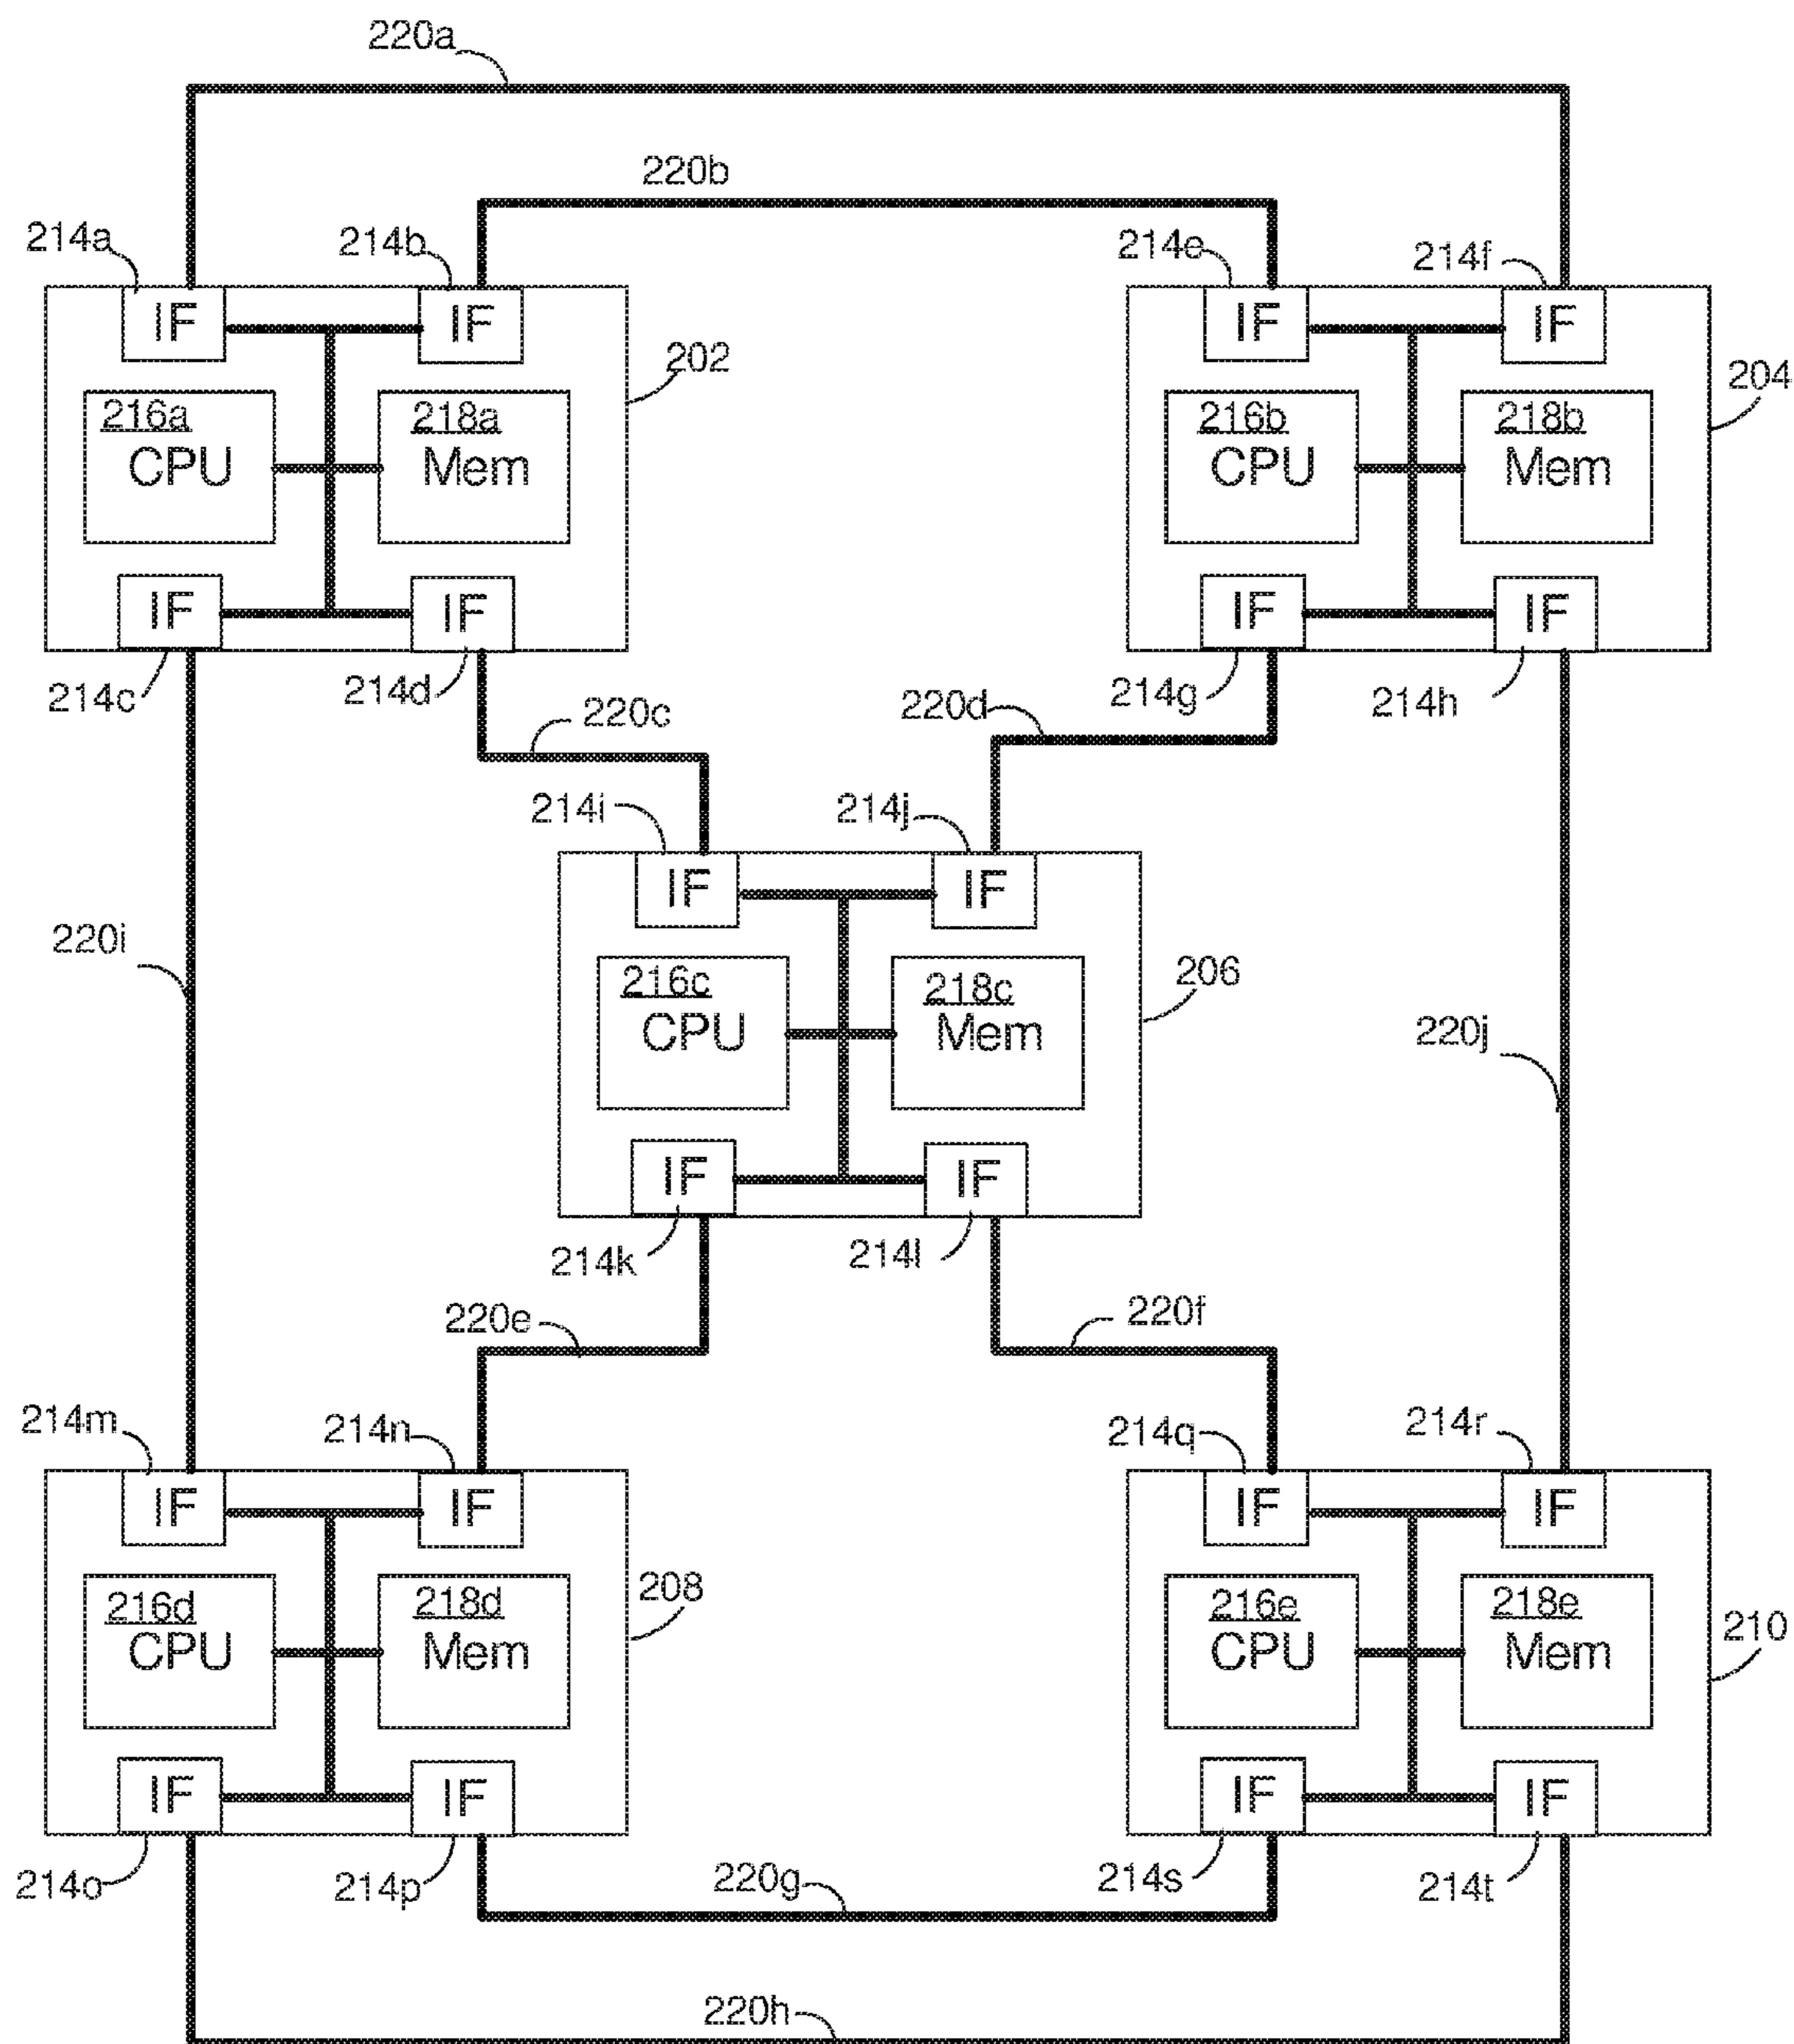 220a
220b
214a
214b
214e
214f
IF
IF
IF
IF
202
204
216a
CPU
218a
Mem
216b
CPU
218b
Mem
IF
IF
IF
IF
214c
214d
214g
214h
220c
220d
214i
214j
IF
IF
220i
206
216c
CPU
218c
Mem
220j
IF
IF
214k
214l
220e
220f
214m
214n
214q
214r
IF
IF
IF
IF
208
210
216d
CPU
218d
Mem
216e
CPU
218e
Mem
IF
IF
IF
IF
214o
214p
220g
214s
214t
220h